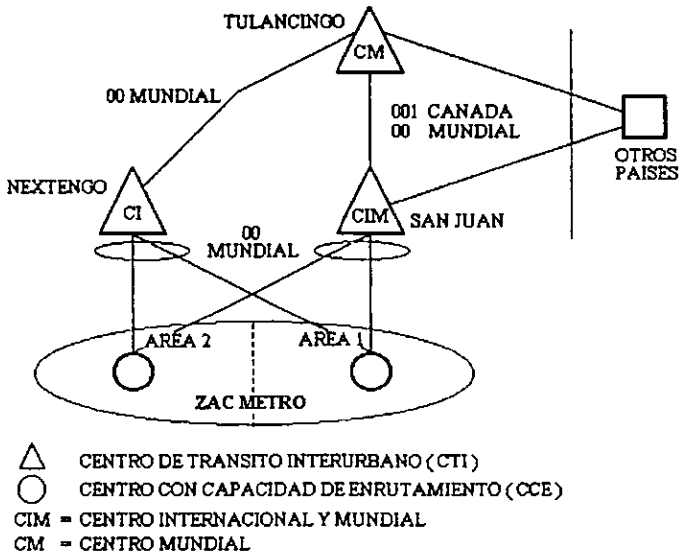 TULANCINGO
CM
00 MUNDIAL
001 CANADA
00 MUNDIAL
OTROS
PAISES
NEXTENGO
CI
CIM
SAN JUAN
00
MUNDIAL
AREA 2
AREA 1
ZAC METRO
CENTRO DE TRANSITO INTERURBANO (CTI)
CENTRO CON CAPACIDAD DE ENRUTAMIENTO (CCE)
CIM = CENTRO INTERNACIONAL Y MUNDIAL
CM = CENTRO MUNDIAL